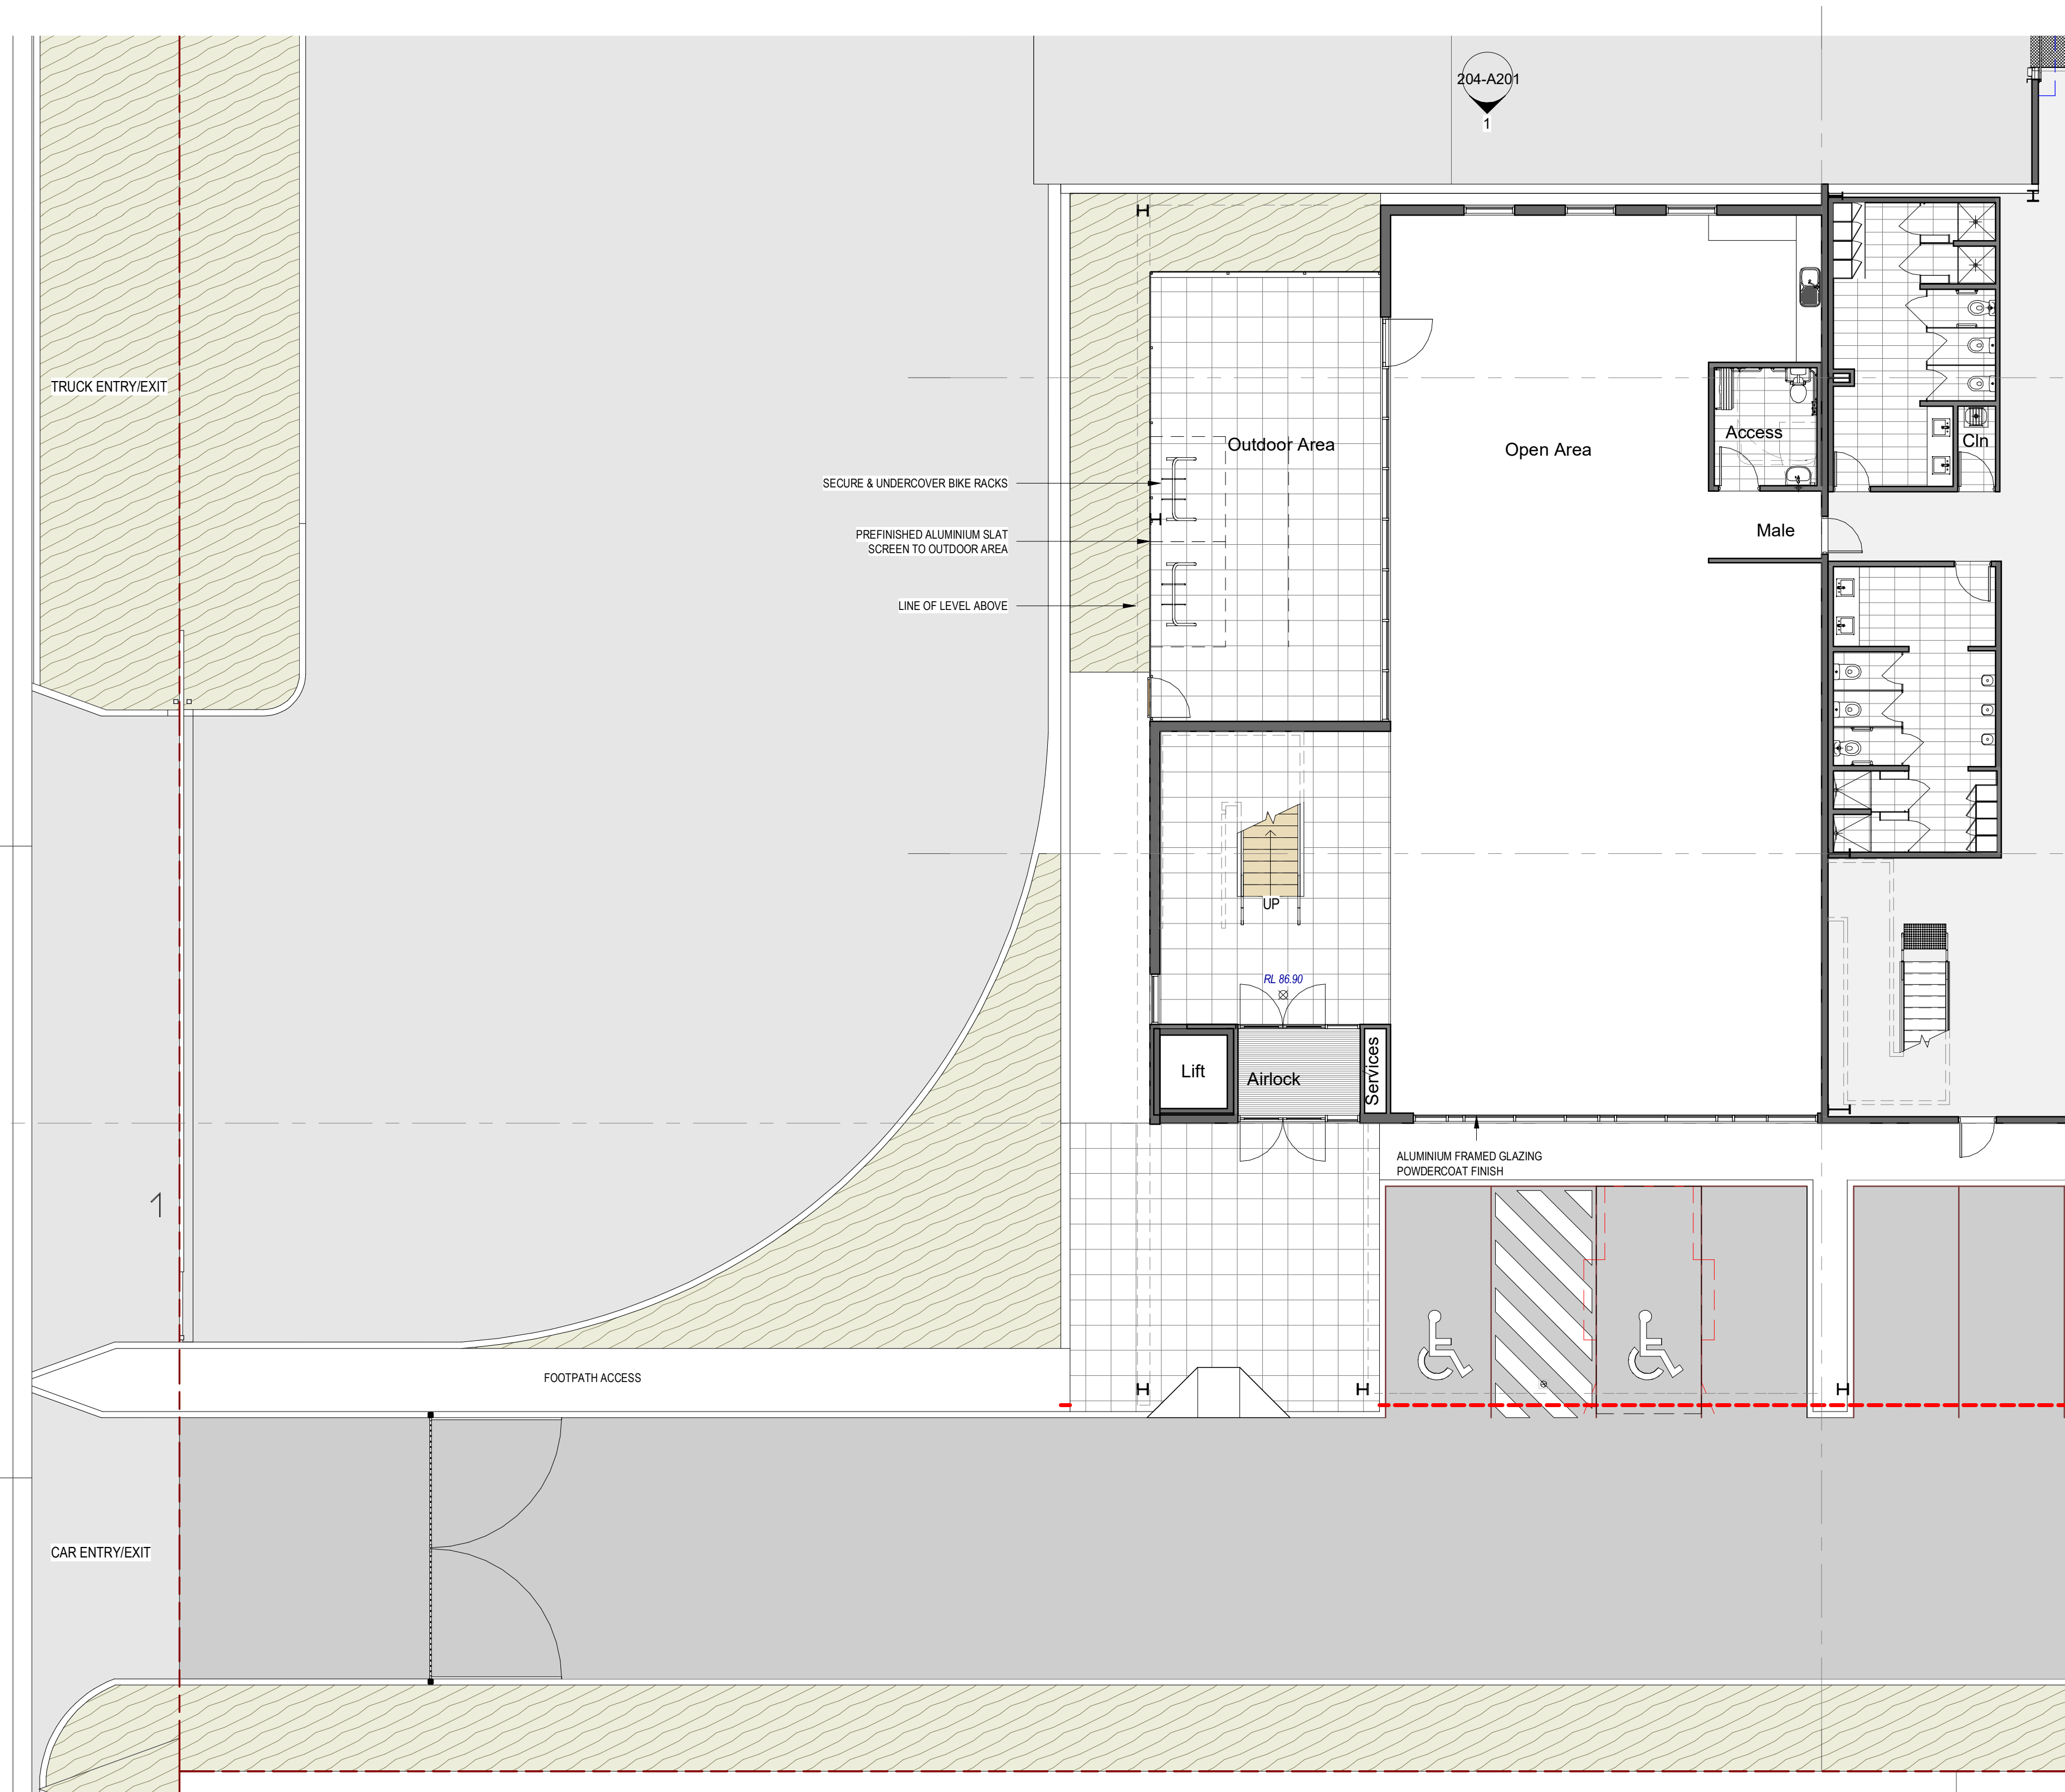 204-A201
1
TRUCK ENTRY/EXIT
Outdoor Area
Open Area
Access
Cln
SECURE & UNDERCOVER BIKE RACKS
PREFINISHED ALUMINIUM SLAT
SCREEN TO OUTDOOR AREA
Male
LINE OF LEVEL ABOVE
UP
RL 86.90
Lift
Airlock
Services
ALUMINIUM FRAMED GLAZING
POWDERCOAT FINISH
1
FOOTPATH ACCESS
CAR ENTRY/EXIT